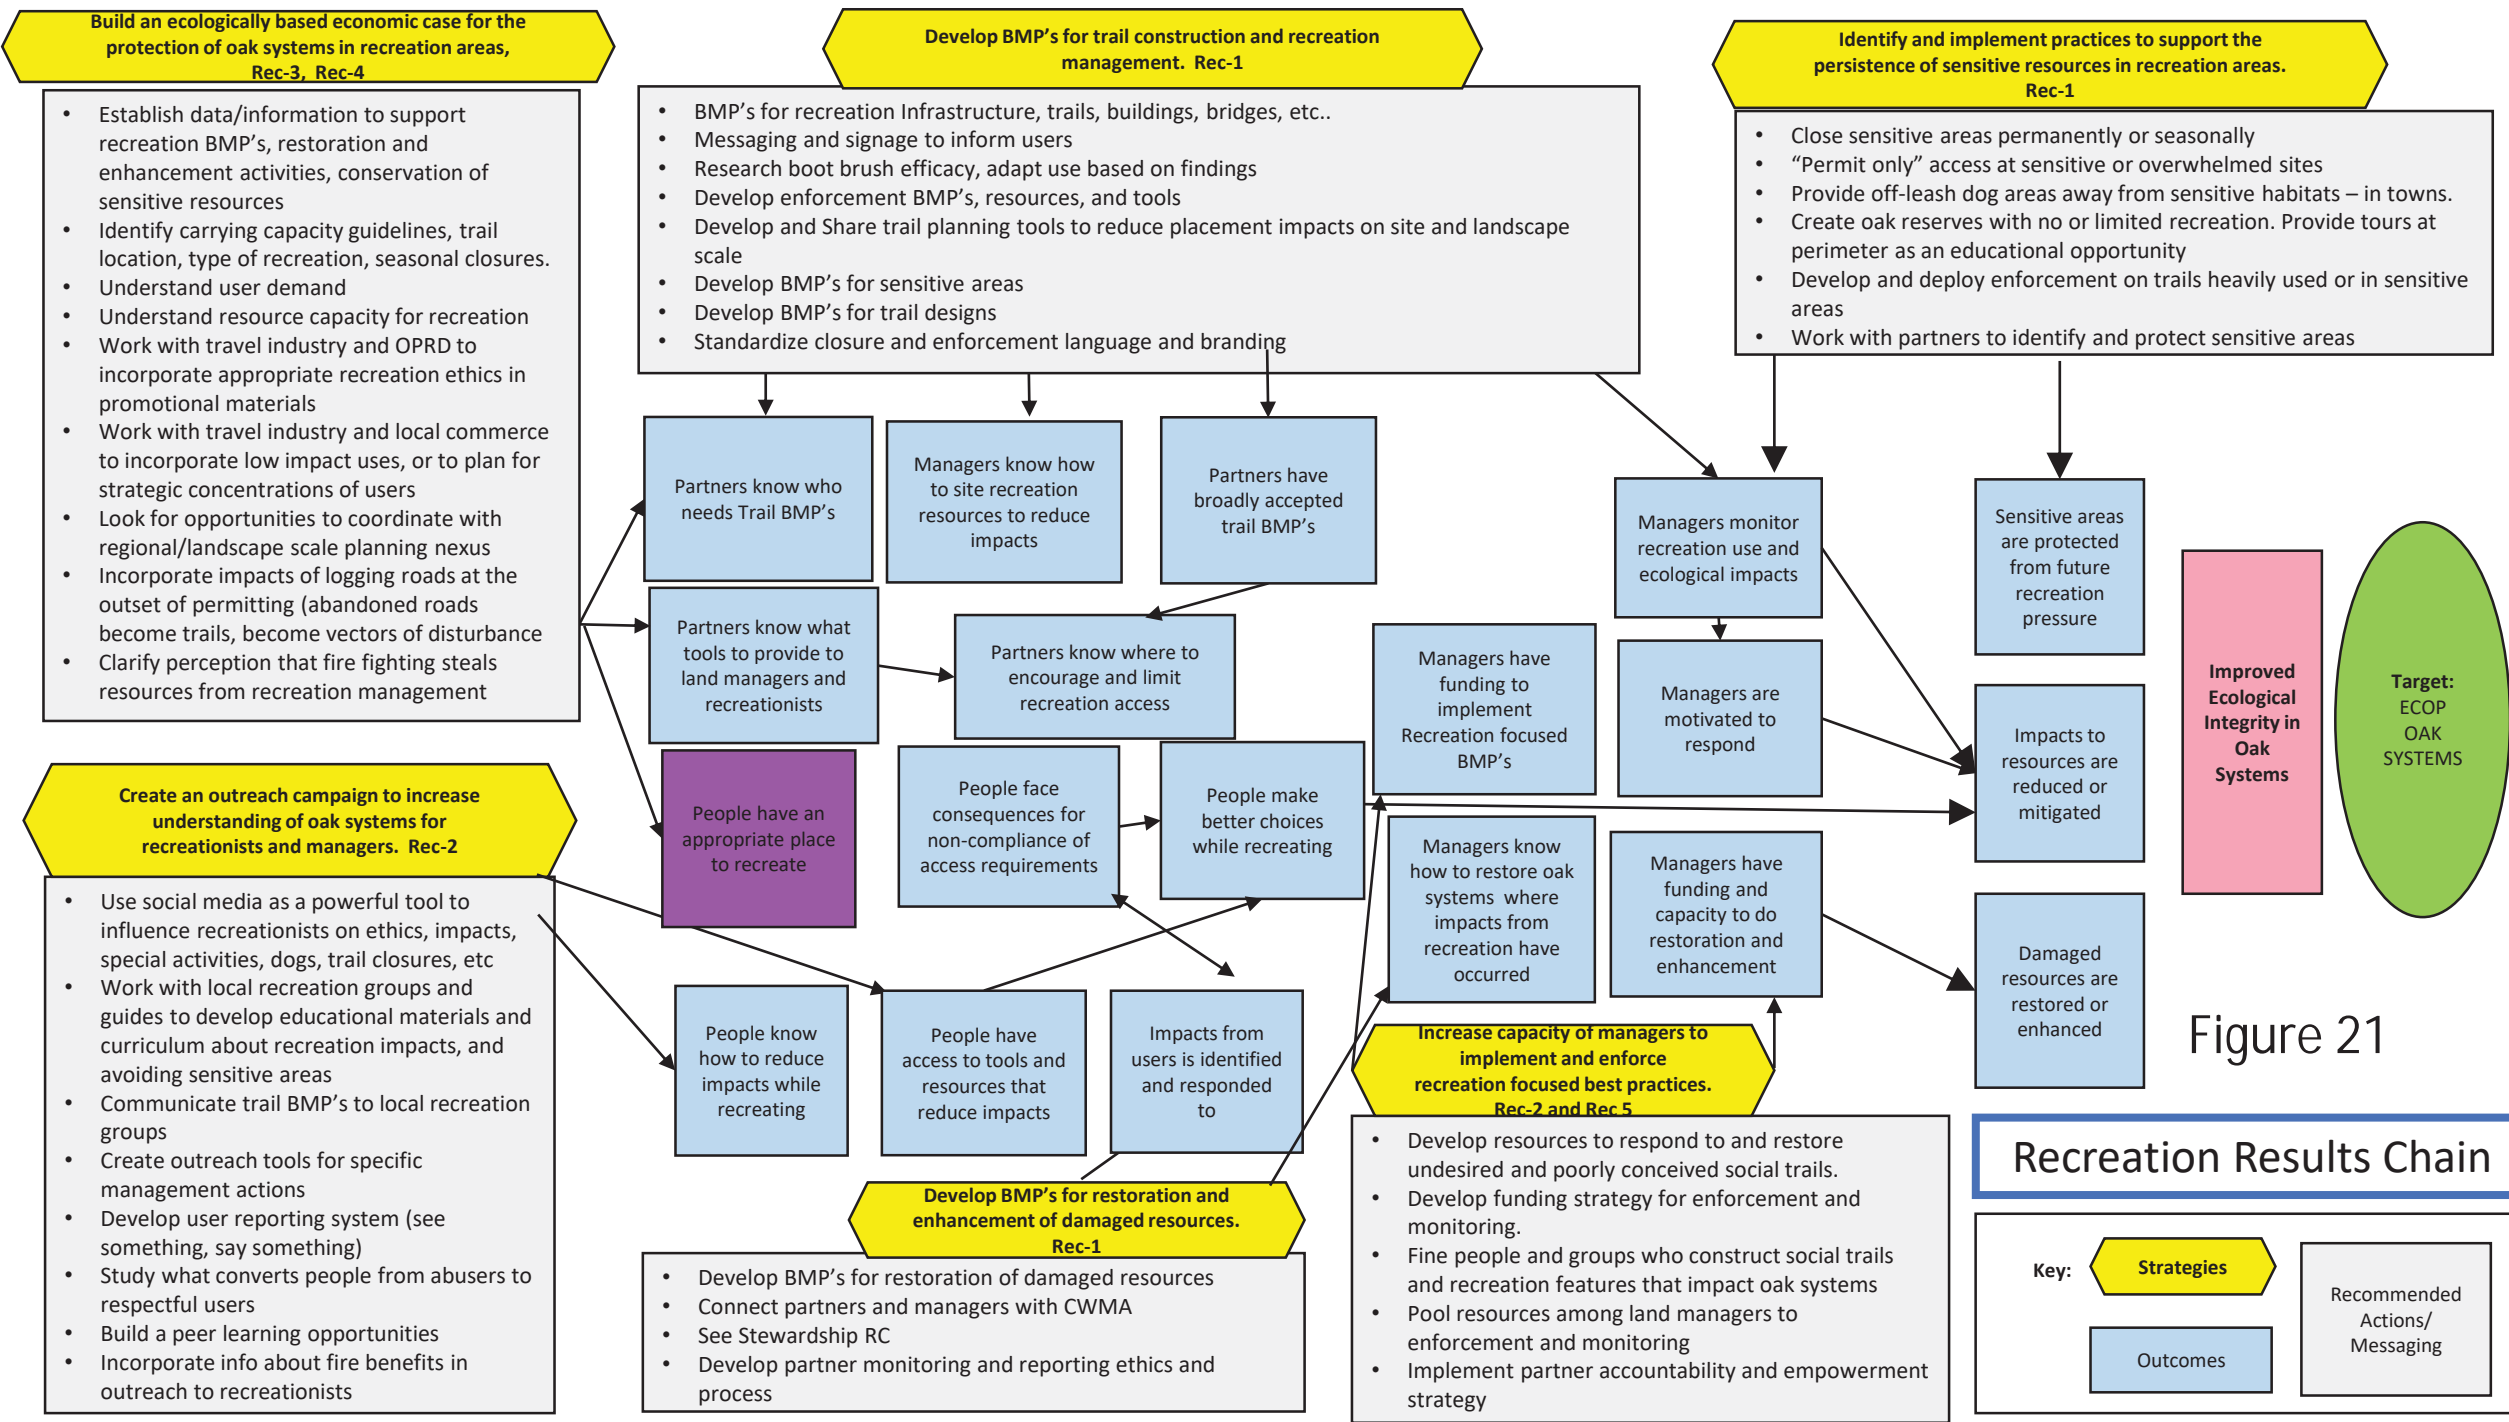 Build an ecologically based economic case for the
protection of oak systems in recreation areas,
Rec-3, Rec-4
• Establish data/information to support
recreation BMP's, restoration and
enhancement activities, conservation of
sensitive resources
• Identify carrying capacity guidelines, trail
location, type of recreation, seasonal closures.
• Understand user demand
• Understand resource capacity for recreation
• Work with travel industry and OPRD to
incorporate appropriate recreation ethics in
promotional materials
• Work with travel industry and local commerce
to incorporate low impact uses, or to plan for
strategic concentrations of users
• Look for opportunities to coordinate with
regional/landscape scale planning nexus
• Incorporate impacts of logging roads at the
outset of permitting (abandoned roads
become trails, become vectors of disturbance
• Clarify perception that fire fighting steals
resources from recreation management
Develop BMP's for trail construction and recreation
management. Rec-1
• BMP's for recreation Infrastructure, trails, buildings, bridges, etc..
• Messaging and signage to inform users
• Research boot brush efficacy, adapt use based on findings
• Develop enforcement BMP's, resources, and tools
• Develop and Share trail planning tools to reduce placement impacts on site and landscape
scale
• Develop BMP's for sensitive areas
• Develop BMP's for trail designs
• Standardize closure and enforcement language and branding
Identify and implement practices to support the
persistence of sensitive resources in recreation areas.
Rec-1
• Close sensitive areas permanently or seasonally
• “Permit only” access at sensitive or overwhelmed sites
• Provide off-leash dog areas away from sensitive habitats – in towns.
• Create oak reserves with no or limited recreation. Provide tours at
perimeter as an educational opportunity
• Develop and deploy enforcement on trails heavily used or in sensitive
areas
• Work with partners to identify and protect sensitive areas
Partners know who
needs Trail BMP's
Managers know how
to site recreation
resources to reduce
impacts
Partners have
broadly accepted
trail BMP's
Managers monitor
recreation use and
ecological impacts
Sensitive areas
are protected
from future
recreation
pressure
Partners know what
tools to provide to
land managers and
recreationists
Partners know where to
encourage and limit
recreation access
Managers have
funding to
implement
Recreation focused
BMP's
Managers are
motivated to
respond
Impacts to
resources are
reduced or
mitigated
Improved
Ecological
Integrity in
Oak
Systems
Target:
ECOP
OAK
SYSTEMS
People have an
appropriate place
to recreate
People face
consequences for
non-compliance of
access requirements
People make
better choices
while recreating
Managers know
how to restore oak
systems where
impacts from
recreation have
occurred
Managers have
funding and
capacity to do
restoration and
enhancement
Damaged
resources are
restored or
enhanced
Create an outreach campaign to increase
understanding of oak systems for
recreationists and managers. Rec-2
• Use social media as a powerful tool to
influence recreationists on ethics, impacts,
special activities, dogs, trail closures, etc
• Work with local recreation groups and
guides to develop educational materials and
curriculum about recreation impacts, and
avoiding sensitive areas
• Communicate trail BMP's to local recreation
groups
• Create outreach tools for specific
management actions
• Develop user reporting system (see
something, say something)
• Study what converts people from abusers to
respectful users
• Build a peer learning opportunities
• Incorporate info about fire benefits in
outreach to recreationists
People know
how to reduce
impacts while
recreating
People have
access to tools and
resources that
reduce impacts
Impacts from
users is identified
and responded
to
Develop BMP's for restoration and
enhancement of damaged resources.
Rec-1
• Develop BMP's for restoration of damaged resources
• Connect partners and managers with CWMA
• See Stewardship RC
• Develop partner monitoring and reporting ethics and
process
Increase capacity of managers to
implement and enforce
recreation focused best practices.
Rec-2 and Rec 5
• Develop resources to respond to and restore
undesired and poorly conceived social trails.
• Develop funding strategy for enforcement and
monitoring.
• Fine people and groups who construct social trails
and recreation features that impact oak systems
• Pool resources among land managers to
enforcement and monitoring
• Implement partner accountability and empowerment
strategy
Figure 21
Recreation Results Chain
Key:
Strategies
Outcomes
Recommended
Actions/
Messaging